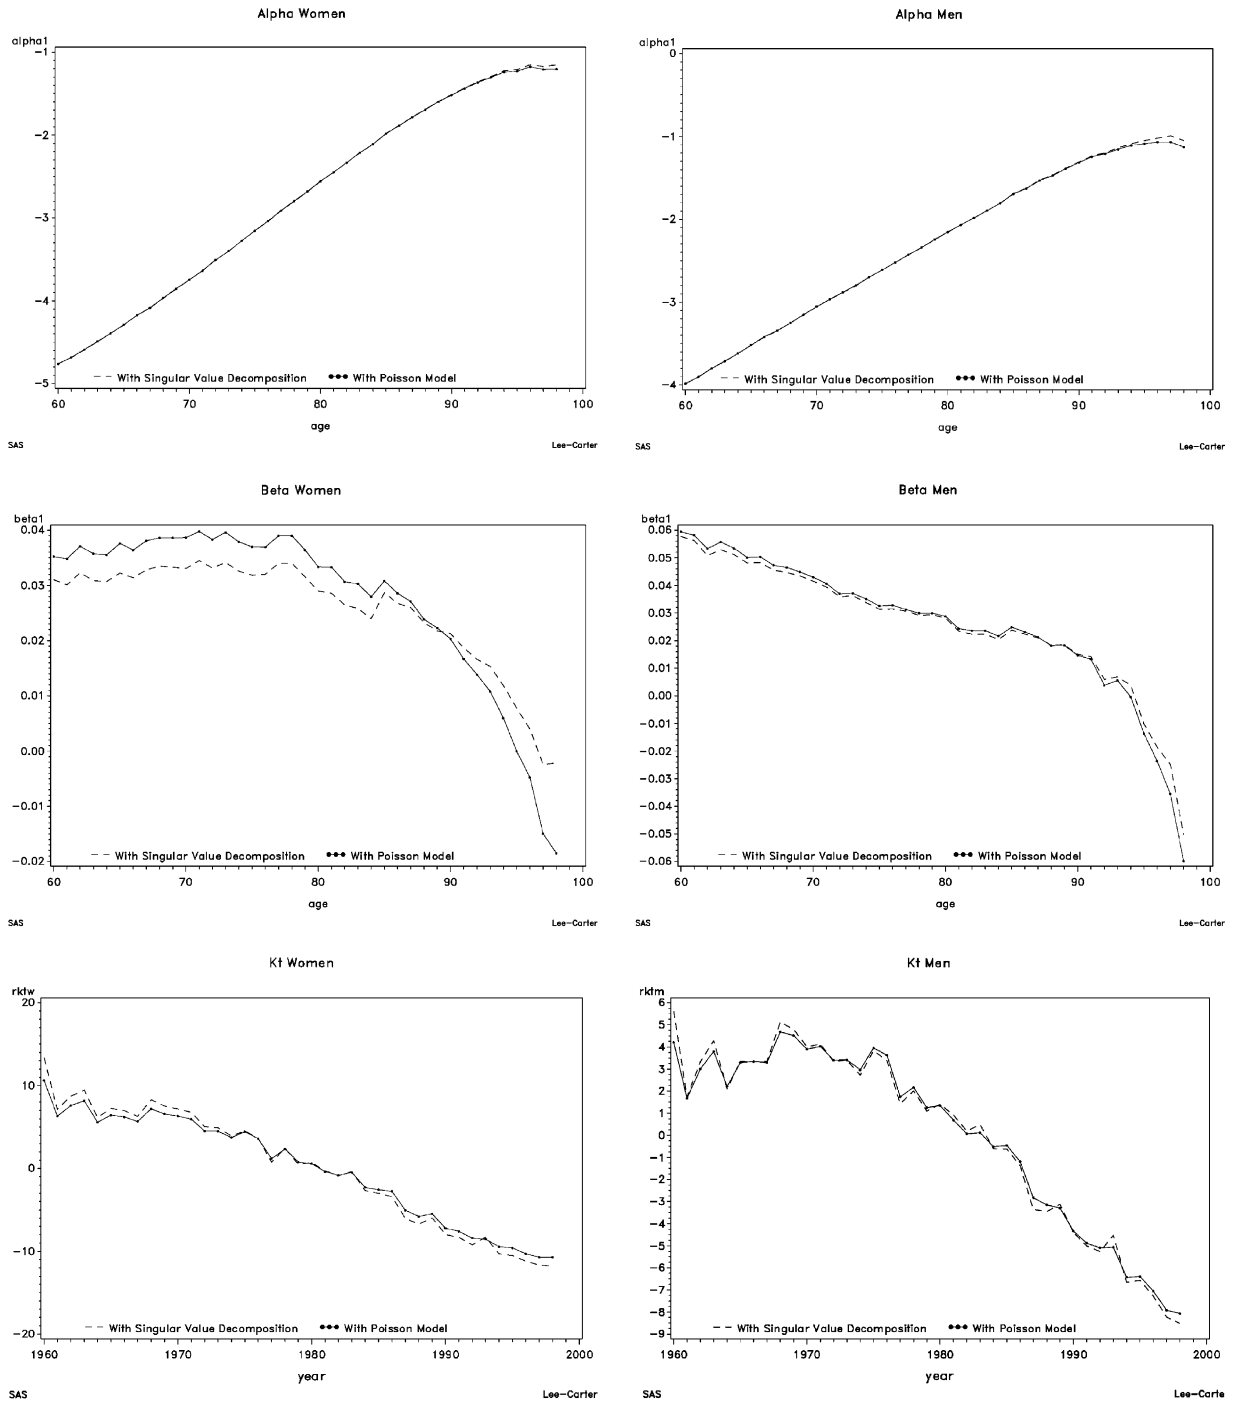 Alpha Women
alpha1
-1
-2
-3
-4
-5
-- With Singular Value Decomposition ●●● With Poisson Model
60 70 80 90 100
age
SAS Lee-Carter
Alpha Men
alpha1
0
-1
-2
-3
-4
-- With Singular Value Decomposition ●●● With Poisson Model
60 70 80 90 100
age
SAS Lee-Carter
Beta Women
beta1
0.04
0.03
0.02
0.01
0.00
-0.01
-0.02
-- With Singular Value Decomposition ●●● With Poisson Model
60 70 80 90 100
age
SAS Lee-Carter
Beta Men
beta1
0.06
0.05
0.04
0.03
0.02
0.01
0.00
-0.01
-0.02
-0.03
-0.04
-0.05
-0.06
-- With Singular Value Decomposition ●●● With Poisson Model
60 70 80 90 100
age
SAS Lee-Carter
Kt Women
rktw
20
10
0
-10
-20
-- With Singular Value Decomposition ●●● With Poisson Model
1960 1970 1980 1990 2000
year
SAS Lee-Carter
Kt Men
rktm
6
5
4
3
2
1
0
-1
-2
-3
-4
-5
-6
-7
-8
-9
-- With Singular Value Decomposition ●●● With Poisson Model
1960 1970 1980 1990 2000
year
SAS Lee-Carte